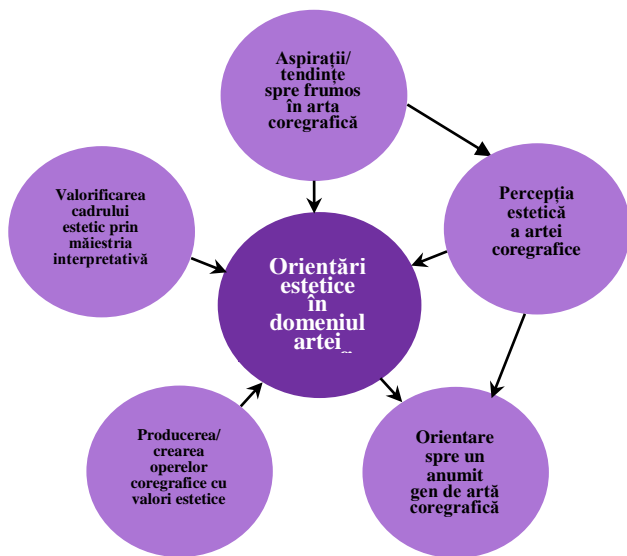 Aspirații/
tendințe
spre frumos
în arta
coregrafică
Valorificarea
cadrului
estetic prin
măiestria
interpretativă
Percepția
estetică
a artei
coregrafice
Orientări
estetice
în
domeniul
artei
Producerea/
crearea
operelor
coregrafice cu
valori estetice
Orientare
spre un
anumit
gen de artă
coregrafică